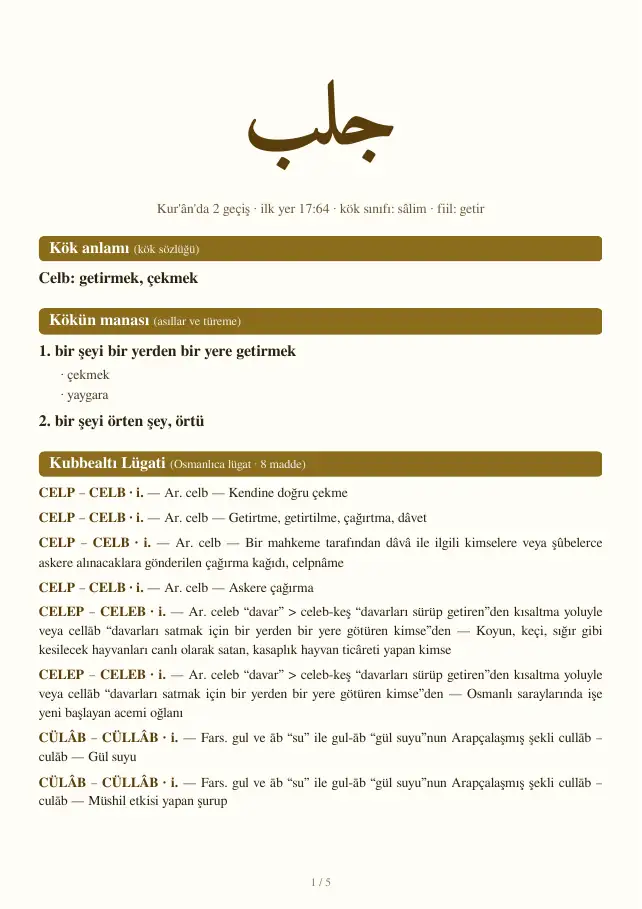 جلب
Kur'ân'da 2 geçiş · ilk yer 17:64 · kök sınıfı: sâlim · fiil: getir
Kök anlamı (kök sözlüğü)
Celb: getirmek, çekmek
Kökün manası (asıllar ve türeme)
1. bir şeyi bir yerden bir yere getirmek
· çekmek
· yaygara
2. bir şeyi örten şey, örtü
Kubbealtı Lügati (Osmanlıca lügat · 8 madde)
CELP – CELB · i. — Ar. celb — Kendine doğru çekme
CELP – CELB · i. — Ar. celb — Getirtme, getirtilme, çağırtma, dâvet
CELP – CELB · i. — Ar. celb — Bir mahkeme tarafından dâvâ ile ilgili kimselere veya şûbelerce
askere alınacaklara gönderilen çağırma kağıdı, celpnâme
CELP – CELB · i. — Ar. celb — Askere çağırma
CELEP – CELEB · i. — Ar. celeb “davar” > celeb-keş “davarları sürüp getiren”den kısaltma yoluyle
veya cellāb “davarları satmak için bir yerden bir yere götüren kimse”den — Koyun, keçi, sığır gibi
kesilecek hayvanları canlı olarak satan, kasaplık hayvan ticâreti yapan kimse
CELEP – CELEB · i. — Ar. celeb “davar” > celeb-keş “davarları sürüp getiren”den kısaltma yoluyle
veya cellāb “davarları satmak için bir yerden bir yere götüren kimse”den — Osmanlı saraylarında işe
yeni başlayan acemi oğlanı
CÜLÂB – CÜLLÂB · i. — Fars. gul ve āb “su” ile gul-āb “gül suyu”nun Arapçalaşmış şekli cullāb –
culāb — Gül suyu
CÜLÂB – CÜLLÂB · i. — Fars. gul ve āb “su” ile gul-āb “gül suyu”nun Arapçalaşmış şekli cullāb –
culāb — Müshil etkisi yapan şurup
1 / 5